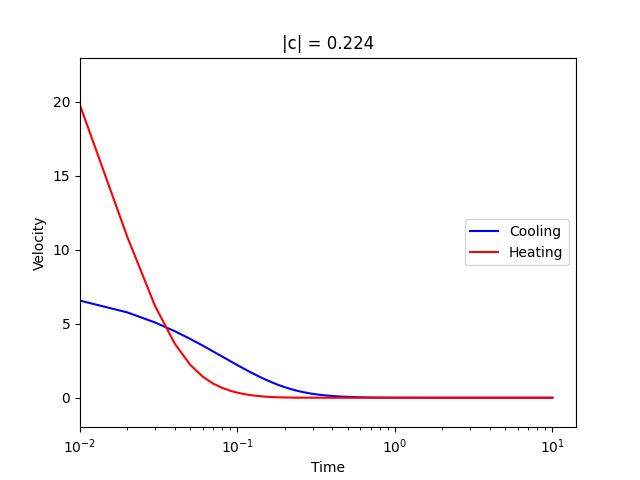 |c| = 0.224
20
15
10
5
0
Velocity
Cooling
Heating
10⁻²
10⁻¹
10⁰
10¹
Time